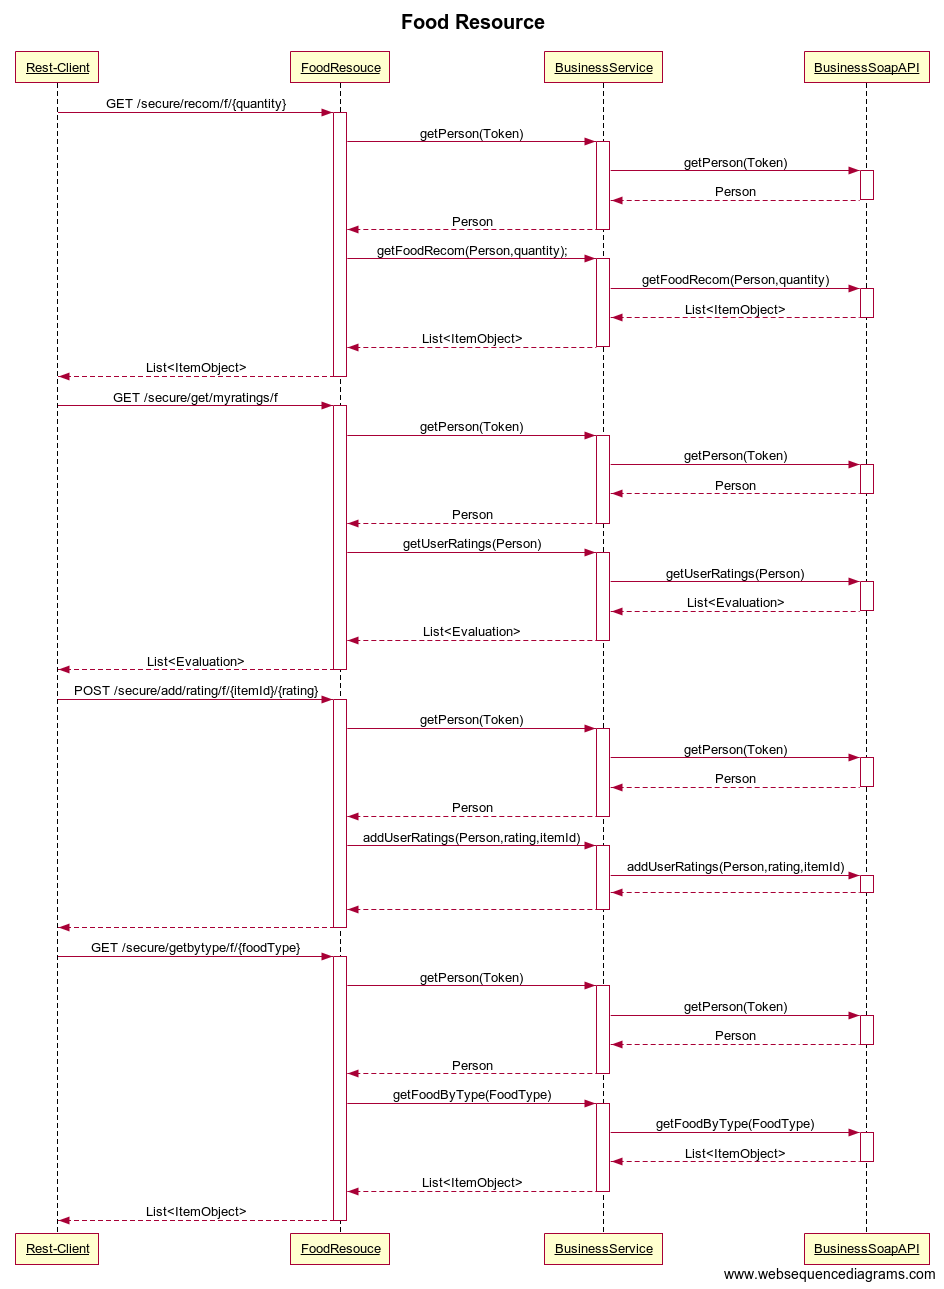 Food Resource
Rest-Client
FoodResouce
BusinessService
BusinessSoapAPI
GET /secure/recom/f/{quantity}
getPerson(Token)
getPerson(Token)
Person
Person
getFoodRecom(Person,quantity);
getFoodRecom(Person,quantity)
List<ItemObject>
List<ItemObject>
List<ItemObject>
GET /secure/get/myratings/f
getPerson(Token)
getPerson(Token)
Person
Person
getUserRatings(Person)
getUserRatings(Person)
List<Evaluation>
List<Evaluation>
List<Evaluation>
POST /secure/add/rating/f/{itemId}/{rating}
getPerson(Token)
getPerson(Token)
Person
Person
addUserRatings(Person,rating,itemId)
addUserRatings(Person,rating,itemId)
GET /secure/getbytype/f/{foodType}
getPerson(Token)
getPerson(Token)
Person
Person
getFoodByType(FoodType)
getFoodByType(FoodType)
List<ItemObject>
List<ItemObject>
List<ItemObject>
Rest-Client
FoodResouce
BusinessService
BusinessSoapAPI
www.websequencediagrams.com